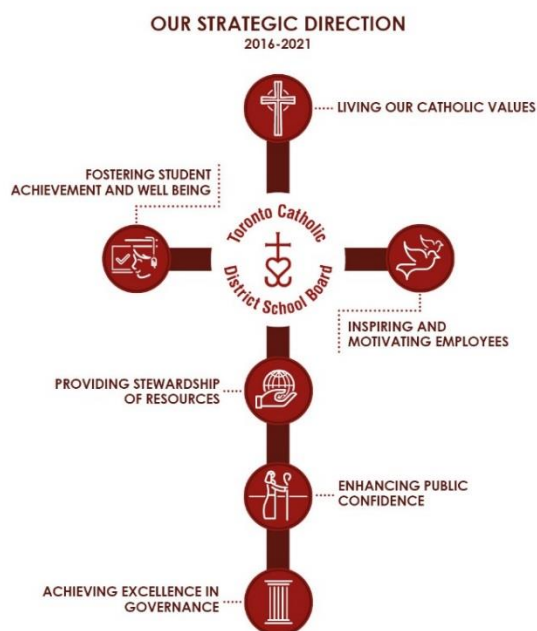 OUR STRATEGIC DIRECTION
2016-2021
LIVING OUR CATHOLIC VALUES
FOSTERING STUDENT
ACHIEVEMENT AND WELL BEING
Toronto Catholic
District School Board
INSPIRING AND
MOTIVATING EMPLOYEES
PROVIDING STEWARDSHIP
OF RESOURCES
ENHANCING PUBLIC
CONFIDENCE
ACHIEVING EXCELLENCE IN
GOVERNANCE